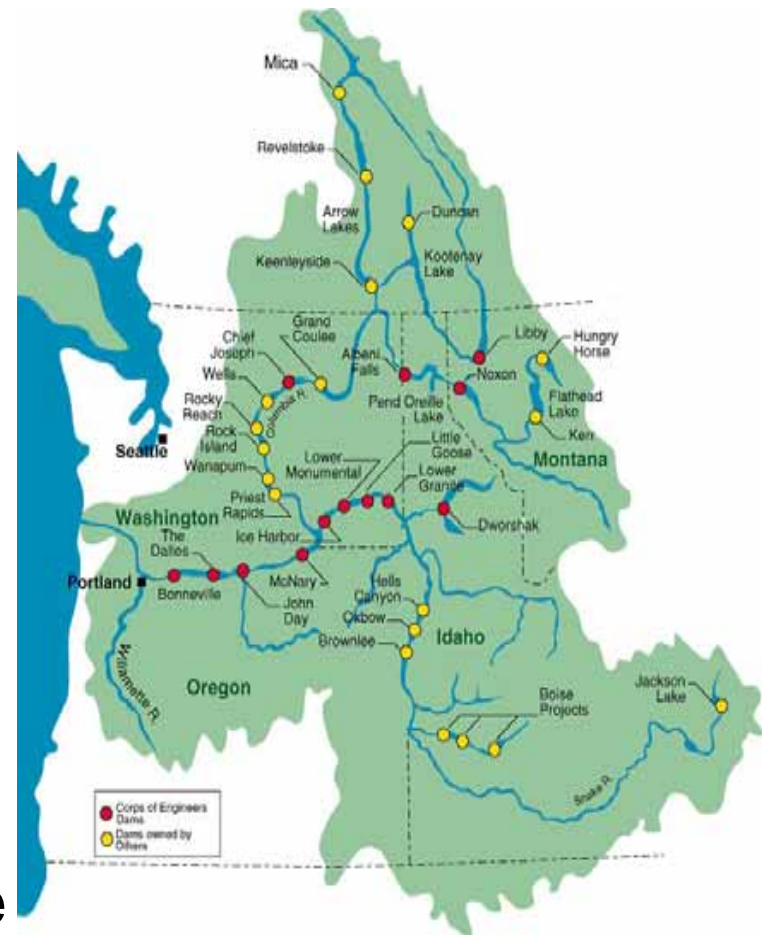 Mica
Revelstoke
Arrow
Lakes
Duncan
Keenleyside
Kootenay
Lake
Grand
Coulee
Chief
Joseph
Libby
Hungry
Horse
Albeni
Falls
Wells
Noxon
Columbia R.
Pend Oreille
Lake
Flathead
Lake
Rocky
Reach
Rock
Island
Kerr
Seattle
Little
Goose
Lower
Monumental
Lower
Granite
Montana
Wanapum
Priest
Rapids
Washington
Ice Harbor
Dworshak
The
Dalles
Portland
Bonneville
McNary
John
Day
Hells
Canyon
Oxbow
Brownlee
Idaho
Willamette R.
Oregon
Boise
Projects
Jackson
Lake
Snake R.
Corps of Engineers
Dams
Dams owned by
Others
e